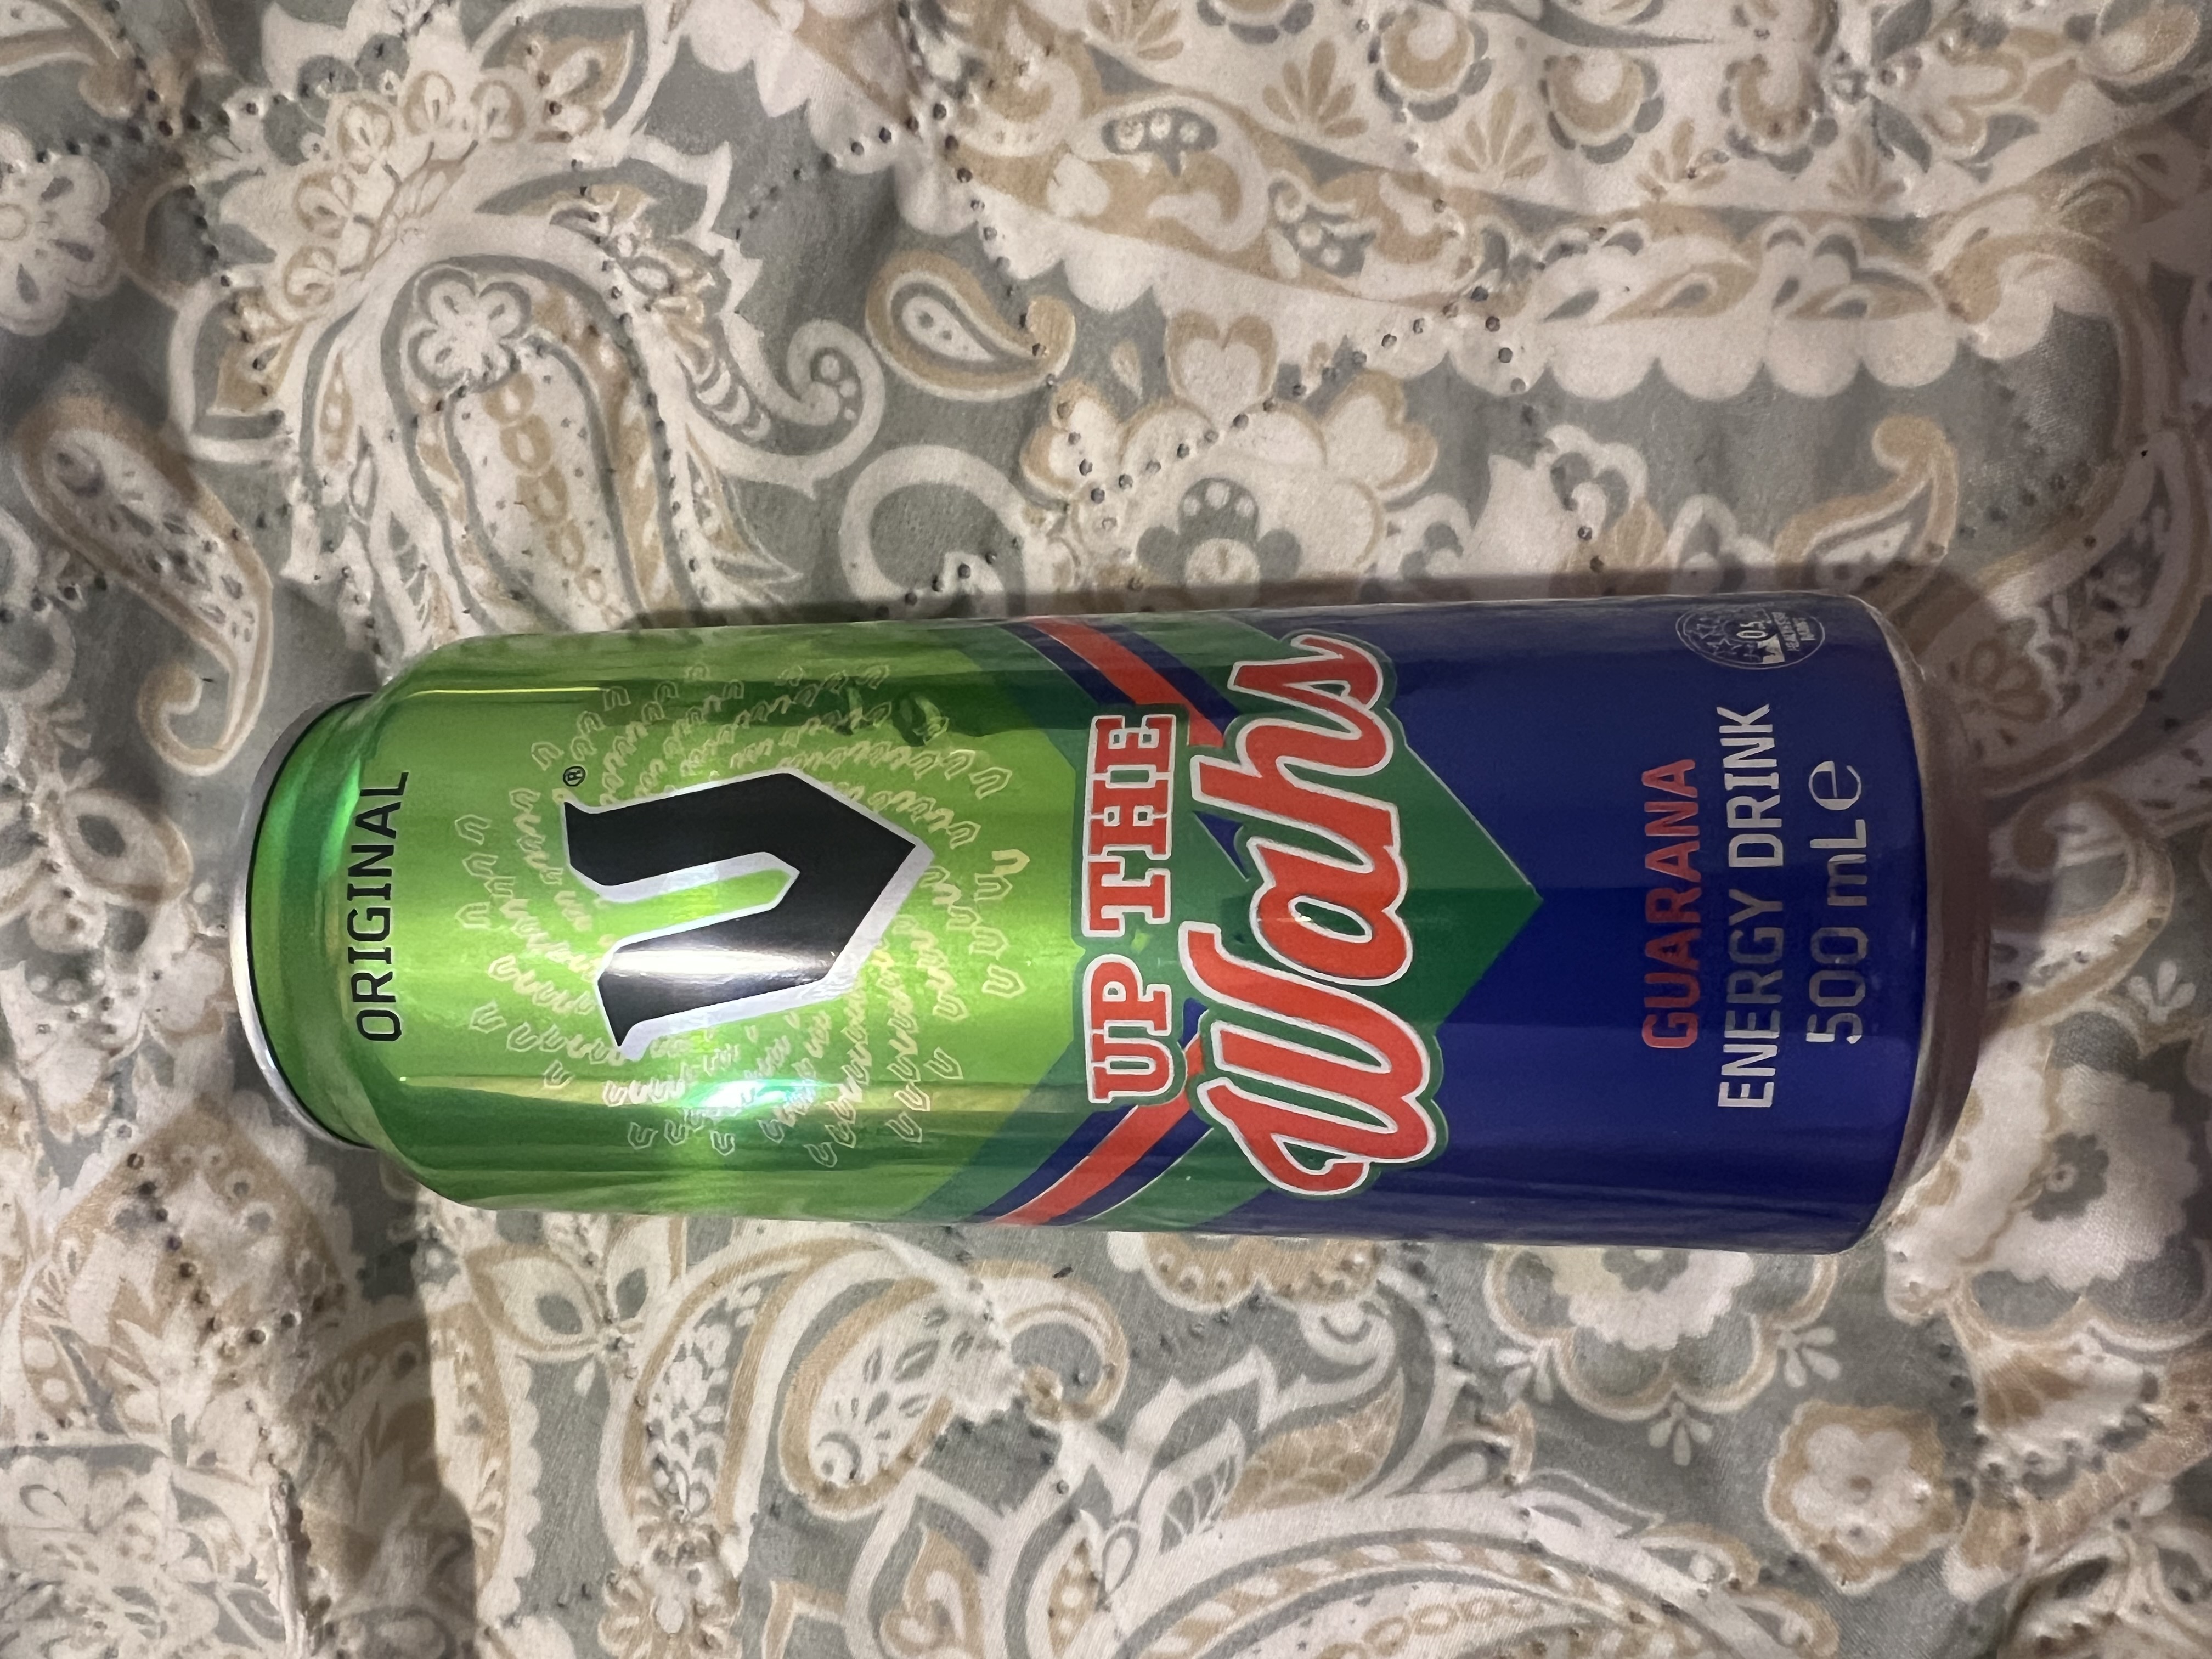 ORIGINAL
V®
UP THE
Wahs
GUARANA
ENERGY DRINK
500 mL e